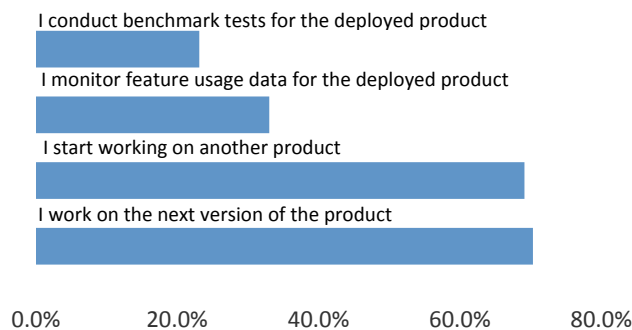 I conduct benchmark tests for the deployed product
I monitor feature usage data for the deployed product
I start working on another product
I work on the next version of the product
0.0% 20.0% 40.0% 60.0% 80.0%